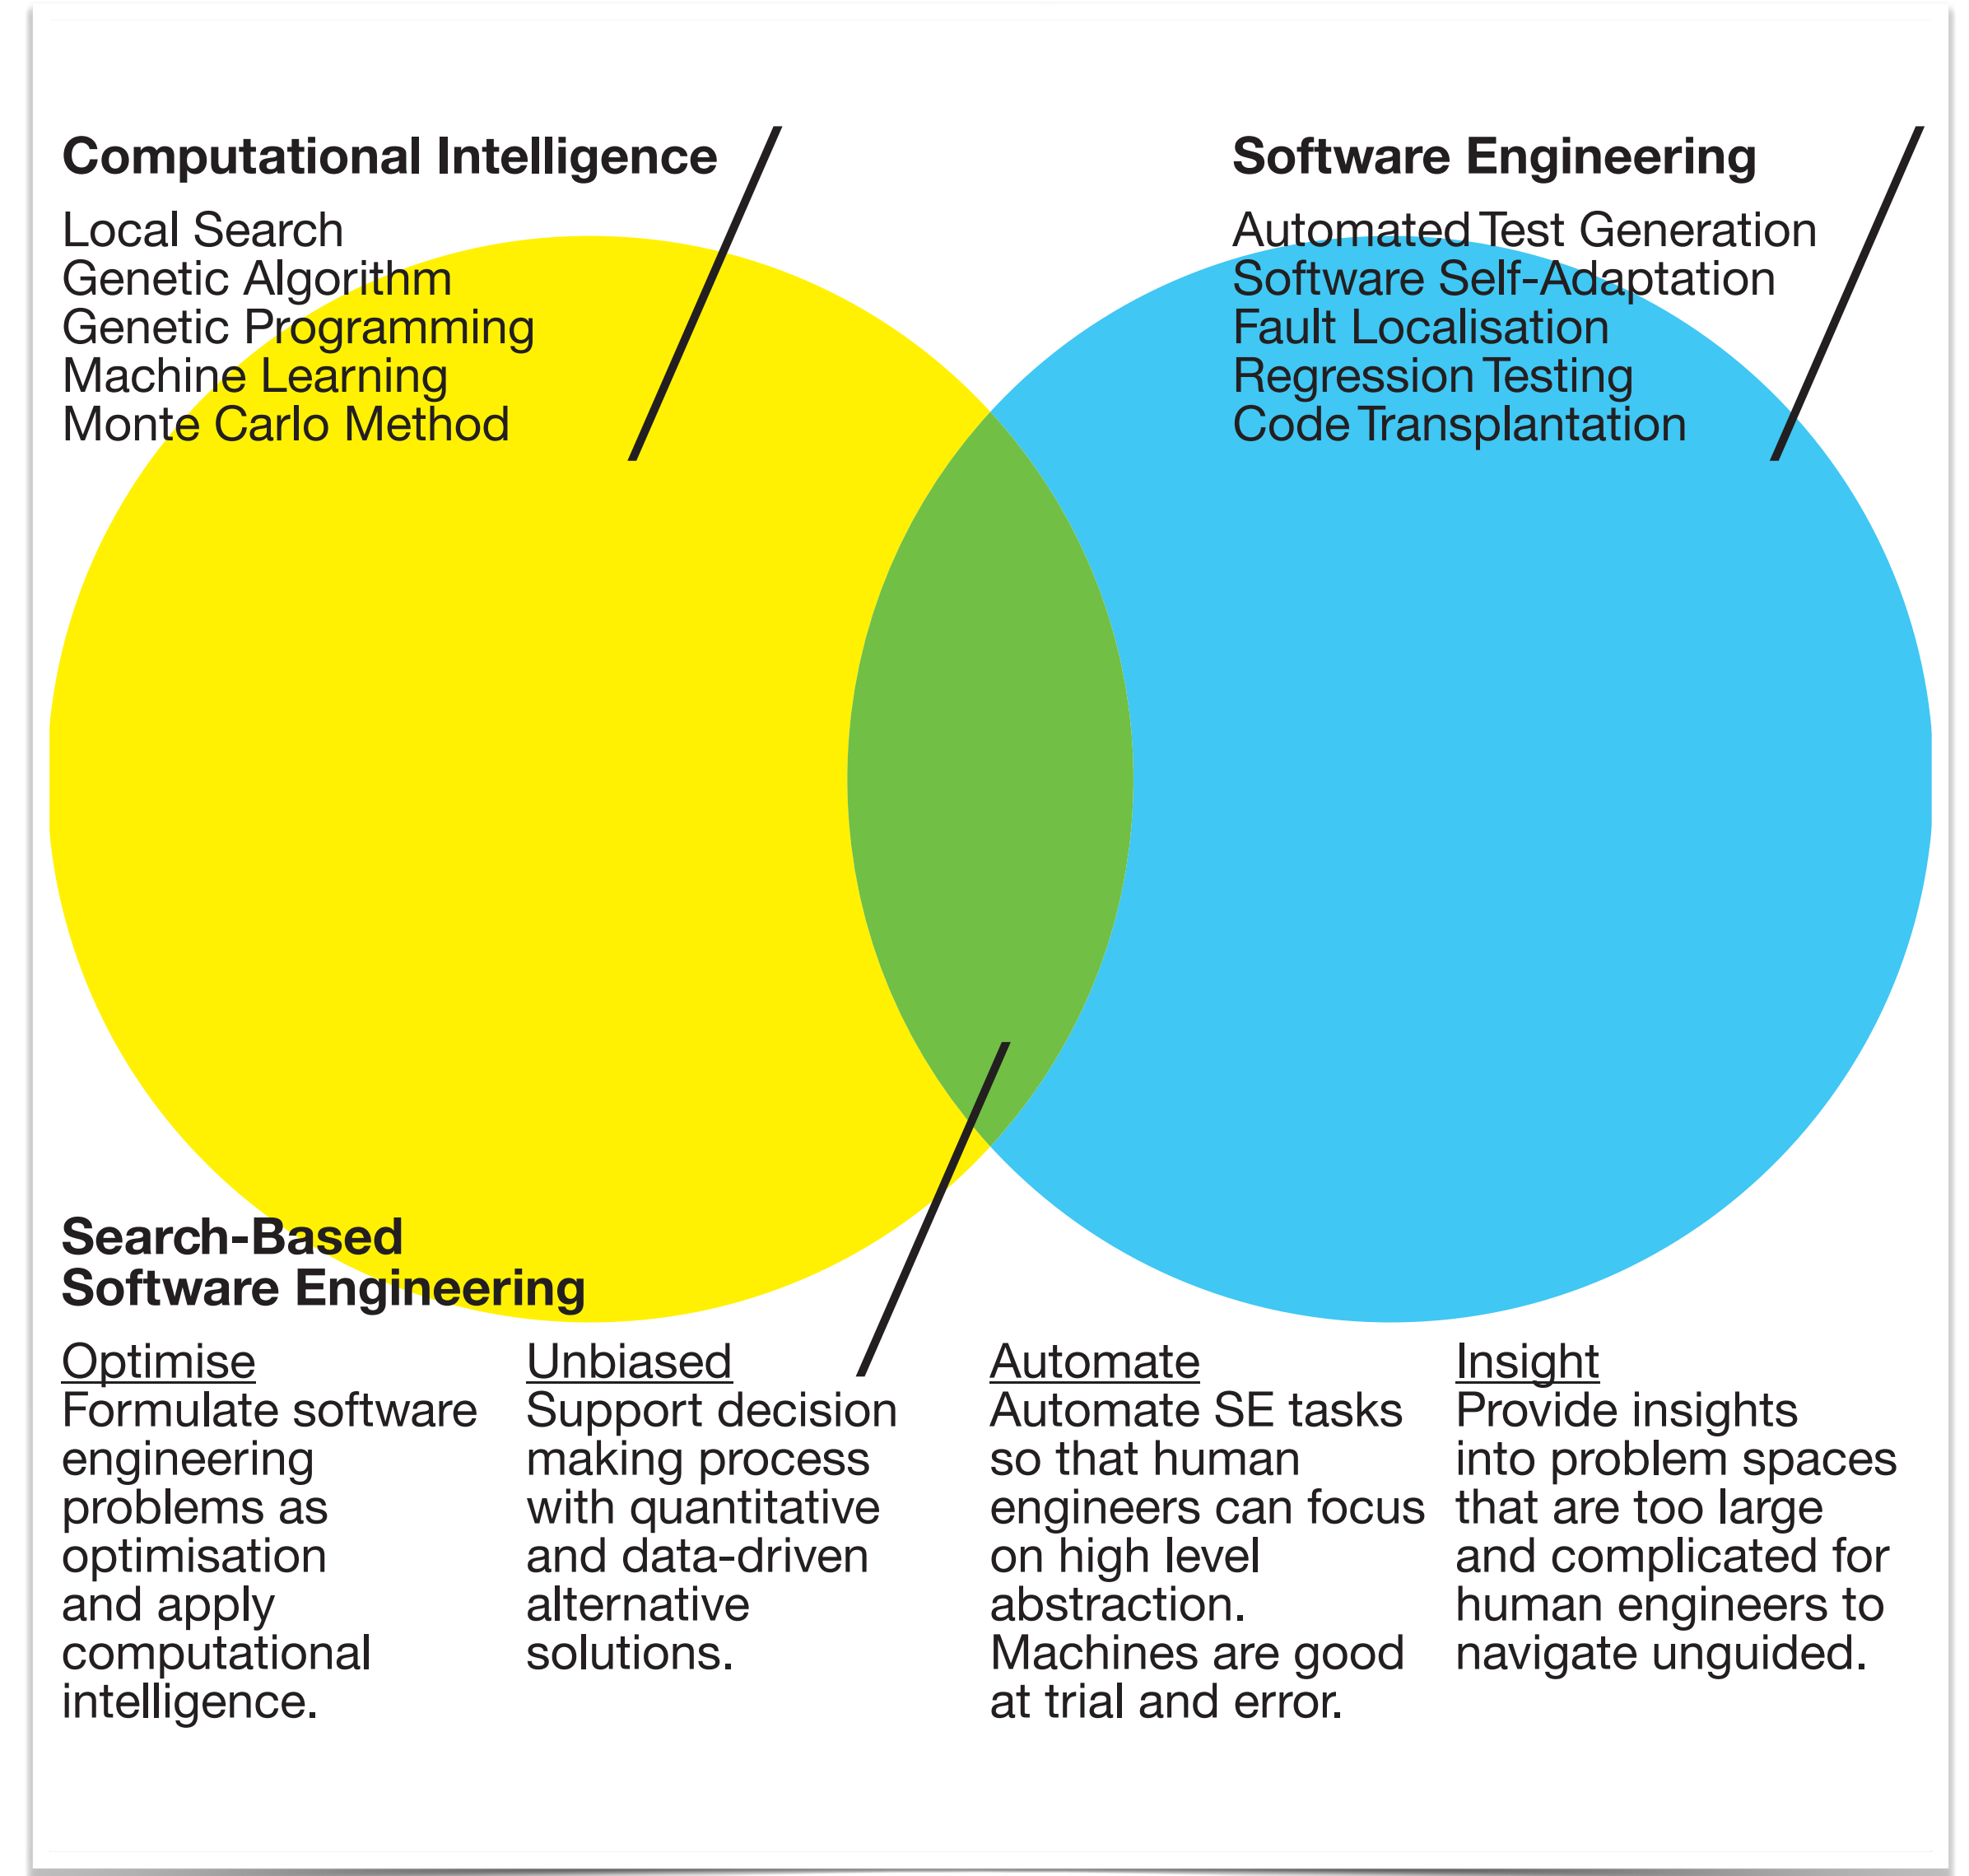 Computational Intelligence
Local Search
Genetic Algorithm
Genetic Programming
Machine Learning
Monte Carlo Method
Software Engineering
Automated Test Generation
Software Self-Adaptation
Fault Localisation
Regression Testing
Code Transplantation
Search-Based
Software Engineering
Optimise
Formulate software
engineering
problems as
optimisation
and apply
computational
intelligence.
Unbiased
Support decision
making process
with quantitative
and data-driven
alternative
solutions.
Automate
Automate SE tasks
so that human
engineers can focus
on high level
abstraction.
Machines are good
at trial and error.
Insight
Provide insights
into problem spaces
that are too large
and complicated for
human engineers to
navigate unguided.